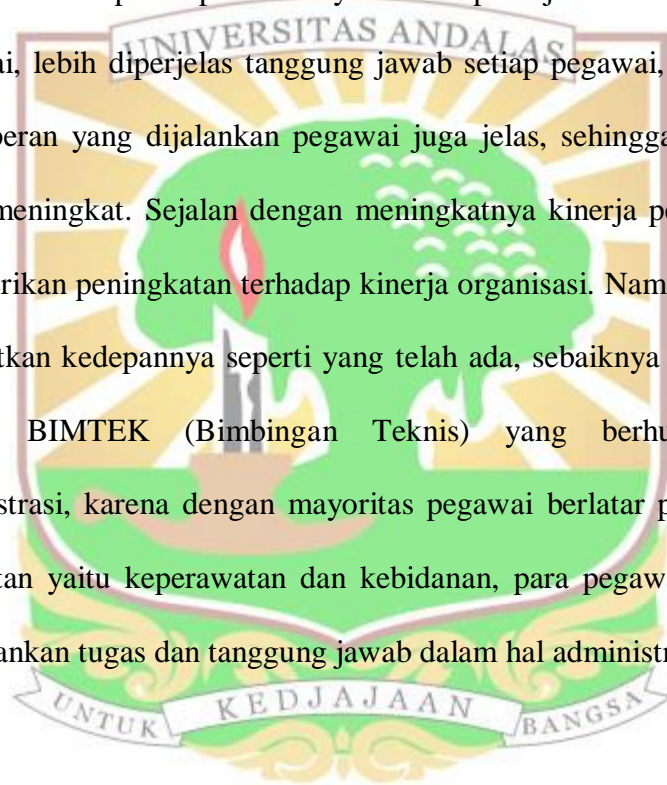 UNIVERSITAS ANDALAS
ai, lebih diperjelas tanggung jawab setiap pegawai,
peran yang dijalankan pegawai juga jelas, sehingga
meningkat. Sejalan dengan meningkatnya kinerja pe
rikan peningkatan terhadap kinerja organisasi. Nam
tkan kedepannya seperti yang telah ada, sebaiknya
BIMTEK (Bimbingan Teknis) yang berhu
strasi, karena dengan mayoritas pegawai berlatar p
tan yaitu keperawatan dan kebidanan, para pegaw
ankan tugas dan tanggung jawab dalam hal administr
UNTUK KEDJAJAAN BANGSA